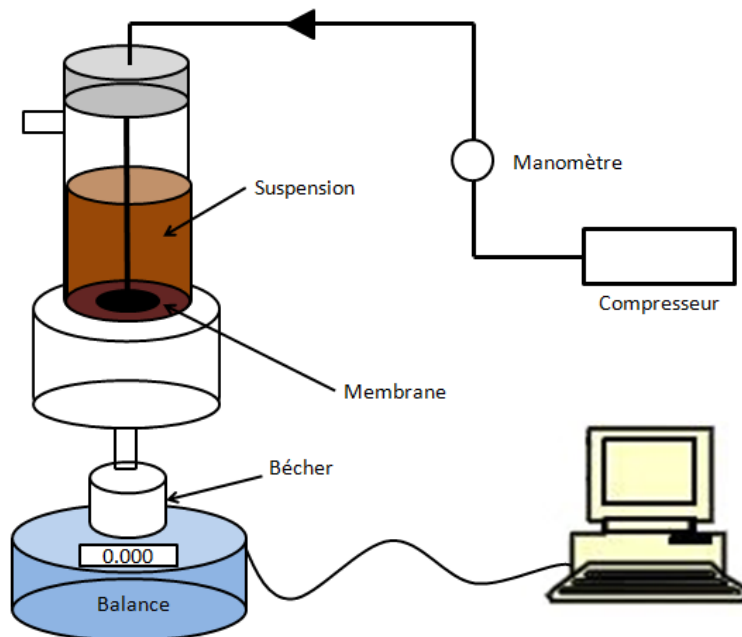 Manomètre
Suspension
Compresseur
Membrane
Bécher
0.000
Balance